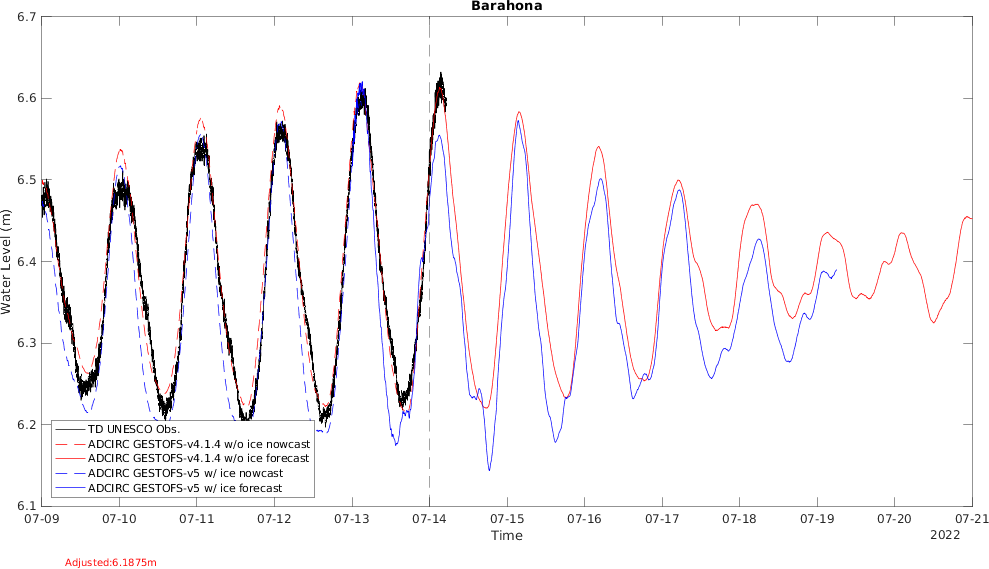 Barahona
6.7
6.6
6.5
6.4
6.3
6.2
6.1
Water Level (m)
TD UNESCO Obs.
ADCIRC GESTOFS-v4.1.4 w/o ice nowcast
ADCIRC GESTOFS-v4.1.4 w/o ice forecast
ADCIRC GESTOFS-v5 w/ ice nowcast
ADCIRC GESTOFS-v5 w/ ice forecast
07-09 07-10 07-11 07-12 07-13 07-14 07-15 07-16 07-17 07-18 07-19 07-20 07-21
Time
2022
Adjusted:6.1875m